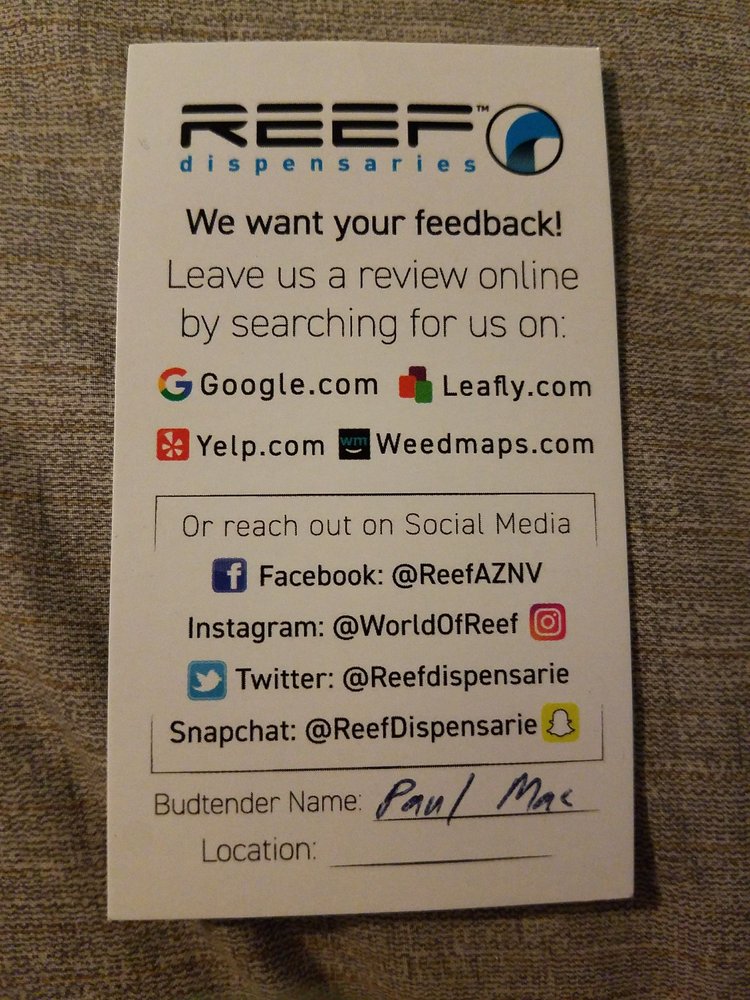 REEF™
dispensaries
We want your feedback!
Leave us a review online
by searching for us on:
Google.com Leafly.com
Yelp.com wm Weedmaps.com
Or reach out on Social Media
Facebook: @ReefAZNV
Instagram: @WorldOfReef
Twitter: @Reefdispensarie
Snapchat: @ReefDispensarie
Budtender Name: Paul Mac
Location: